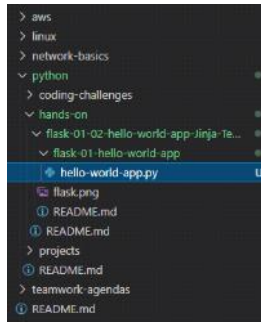 > aws
> linux
> network-basics
python
> coding-challenges
hands-on
flask-01-02-hello-world-app-Jinja-Te...
flask-01-hello-world-app
hello-world-app.py U
flask.png
README.md
README.md
> projects
README.md
> teamwork-agendas
README.md